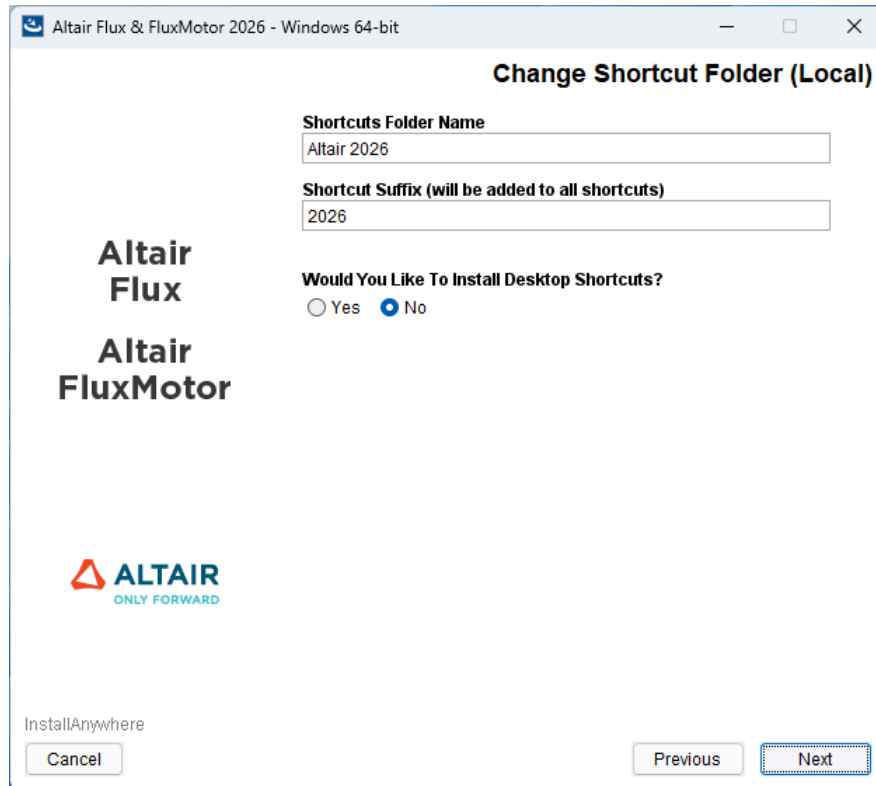 Altair Flux & FluxMotor 2026 - Windows 64-bit
Change Shortcut Folder (Local)
Shortcuts Folder Name
Altair 2026
Shortcut Suffix (will be added to all shortcuts)
2026
Altair
Flux
Would You Like To Install Desktop Shortcuts?
Yes No
Altair
FluxMotor
ALTAIR
ONLY FORWARD
InstallAnywhere
Cancel Previous Next